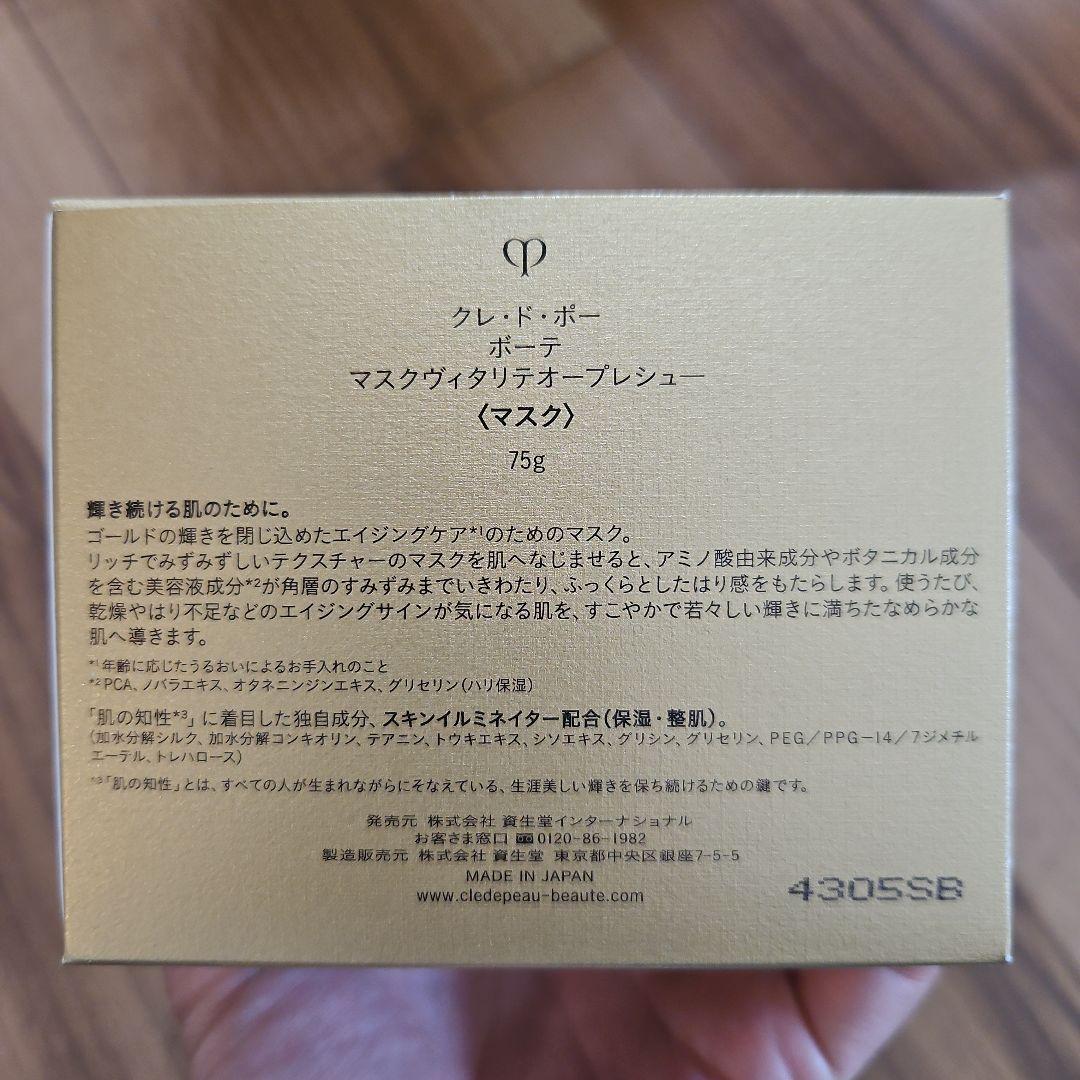 クレ・ド・ポー
ボーテ
マスクヴィタリテオープレシュー
〈マスク〉
75g
輝き続ける肌のために。
ゴールドの輝きを閉じ込めたエイジングケア*1のためのマスク。
リッチでみずみずしいテクスチャーのマスクを肌へなじませると、アミノ酸由来成分やボタニカル成分
を含む美容液成分*2が角層のすみずみまでいきわたり、ふっくらとしたはり感をもたらします。使うたび、
乾燥やはり不足などのエイジングサインが気になる肌を、すこやかで若々しい輝きに満ちたなめらかな
肌へ導きます。
*1年齢に応じたうるおいによるお手入れのこと
*2PCA、ノバラエキス、オタネニンジンエキス、グリセリン(ハリ保湿)
「肌の知性*3」に着目した独自成分、スキンイルミネイター配合(保湿・整肌)。
(加水分解シルク、加水分解コンキオリン、テアニン、トウキエキス、シソエキス、グリシン、グリセリン、PEG/PPG-14/7ジメチル
エーテル、トレハロース)
*3「肌の知性」とは、すべての人が生まれながらにそなえている、生涯美しい輝きを保ち続けるための鍵です。
発売元 株式会社 資生堂インターナショナル
お客さま窓口 0120-86-1982
製造販売元 株式会社 資生堂 東京都中央区銀座7-5-5
MADE IN JAPAN
www.cledepeau-beaute.com
4305SB